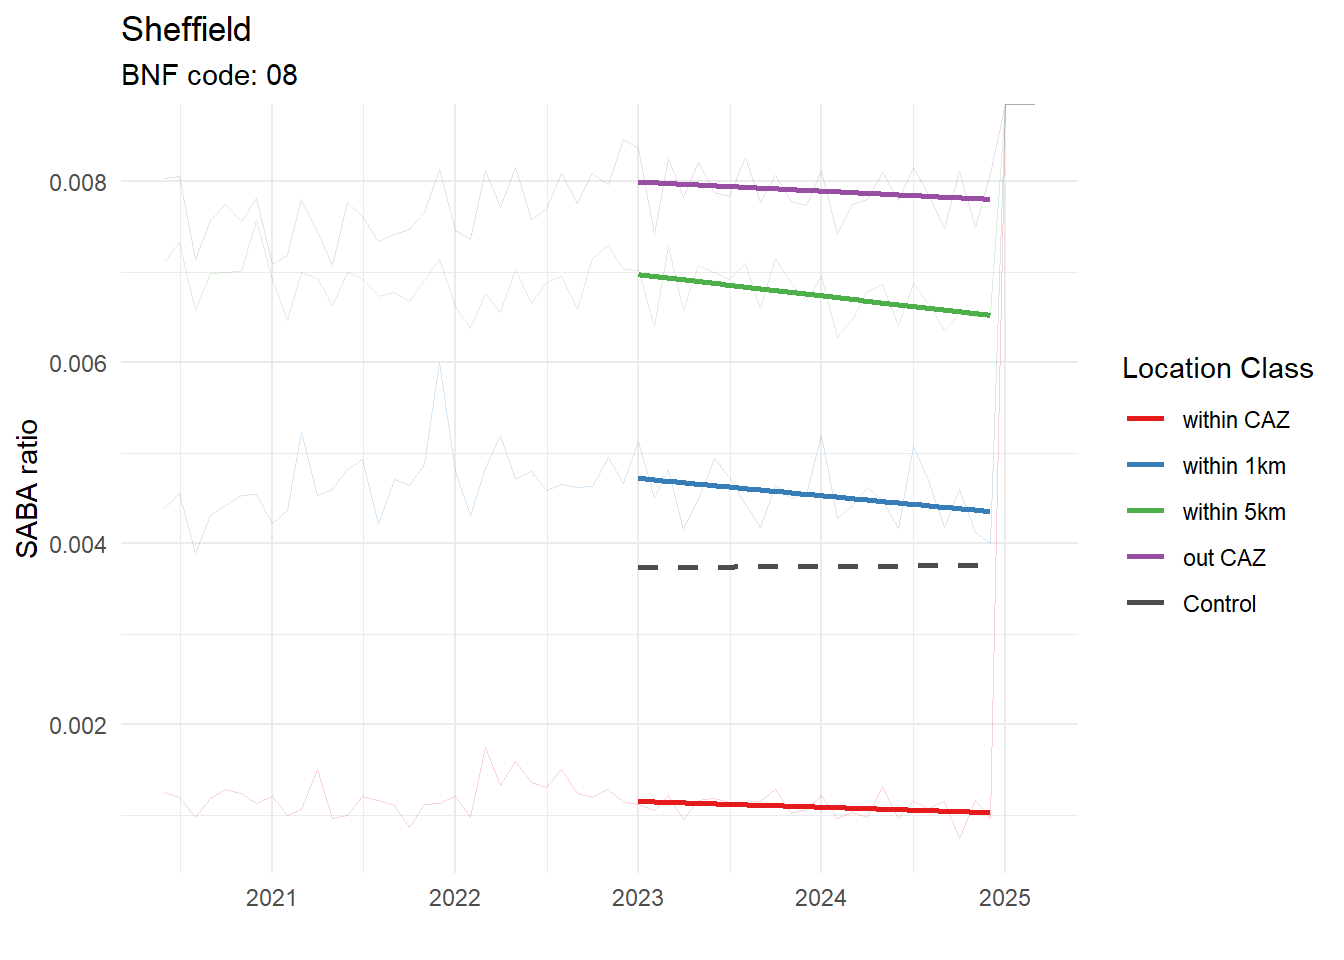 Sheffield
BNF code: 08
SABA ratio
0.008
0.006
0.004
0.002
2021
2022
2023
2024
2025
Location Class
within CAZ
within 1km
within 5km
out CAZ
Control